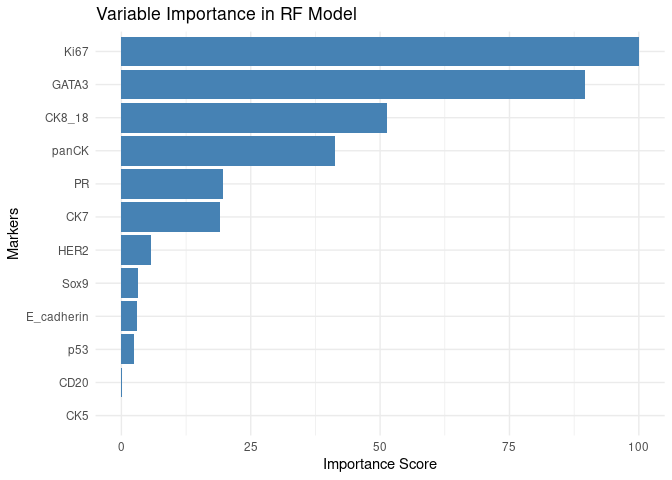 Variable Importance in RF Model
Markers
Ki67
GATA3
CK8_18
panCK
PR
CK7
HER2
Sox9
E_cadherin
p53
CD20
CK5
0 25 50 75 100
Importance Score